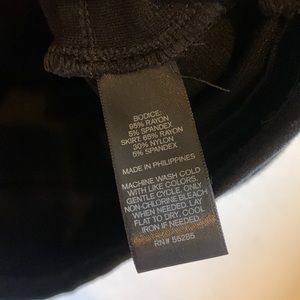 BODICE:
95% RAYON
5% SPANDEX
SKIRT: 65% RAYON
30% NYLON
5% SPANDEX
MADE IN PHILIPPINES
MACHINE WASH COLD
WITH LIKE COLORS.
GENTLE CYCLE. ONLY
NON-CHLORINE BLEACH
WHEN NEEDED. LAY
FLAT TO DRY. COOL
IRON IF NEEDED.
RN# 55285